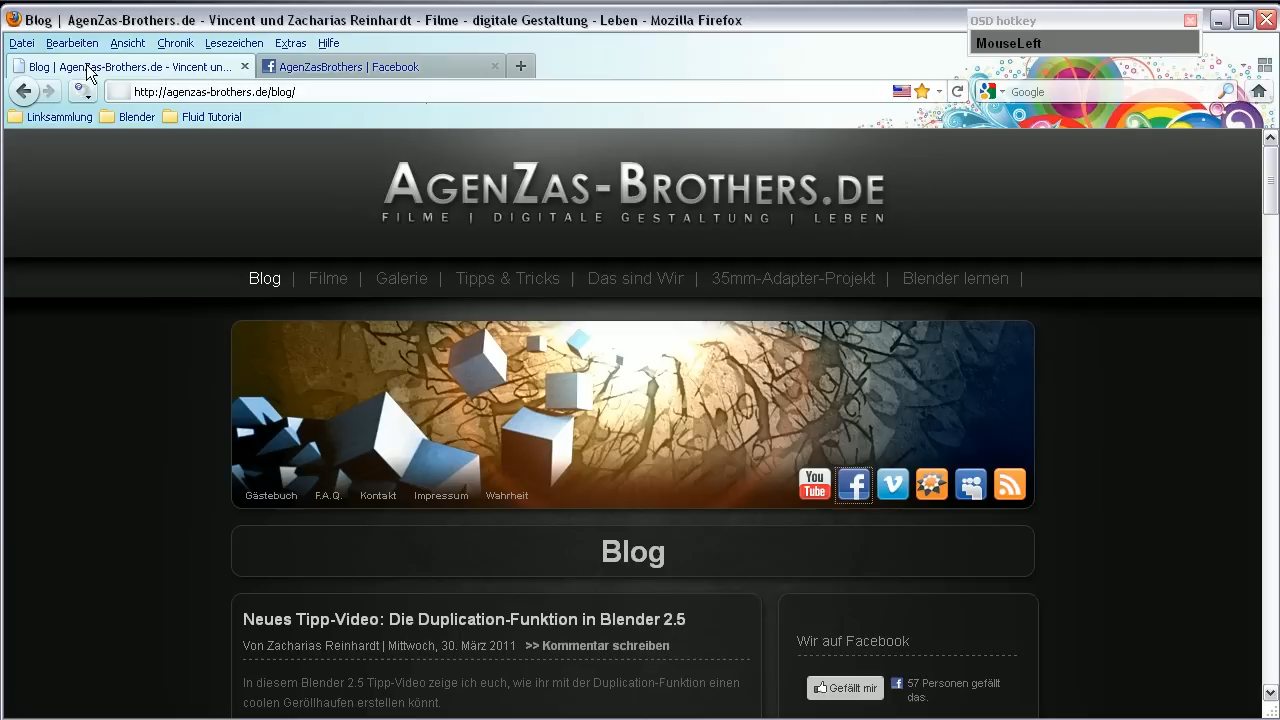 Blog | AgenZas-Brothers.de - Vincent und Zacharias Reinhardt - Filme - digitale Gestaltung - Leben - Mozilla Firefox
OSD hotkey
MouseLeft
Datei Bearbeiten Ansicht Chronik Lesezeichen Extras Hilfe
Blog | AgenZas-Brothers.de - Vincent un...
AgenZasBrothers | Facebook
http://agenzas-brothers.de/blog/
Google
Linksammlung Blender Fluid Tut
AGENZAS-BROTHERS.DE
FILME | DIGITALE GESTALTUNG | LEBEN
Blog | Filme | Galerie | Tipps & Tricks | Das sind Wir | 35mm-Adapter-Projekt | Blender lernen |
You
Tube
Gästebuch F.A.Q. Kontakt Impressum Wahrheit
Blog
Neues Tipp-Video: Die Duplication-Funktion in Blender 2.5
Von Zacharias Reinhardt | Mittwoch, 30. März 2011 >> Kommentar schreiben
In diesem Blender 2.5 Tipp-Video zeige ich euch, wie ihr mit der Duplication-Funktion einen
coolen Geröllhaufen erstellen könnt.
Wir auf Facebook
Gefällt mir
57 Personen gefällt
das.